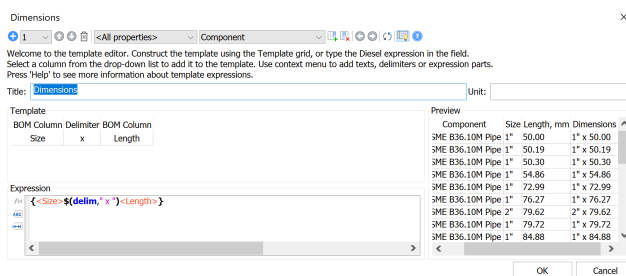 Dimensions
1 <All properties> Component
Welcome to the template editor. Construct the template using the Template grid, or type the Diesel expression in the field.
Select a column from the drop-down list to add it to the template. Use context menu to add texts, delimiters or expression parts.
Press 'Help' to see more information about template expressions.
Title: Dimensions Unit:
Template
BOM Column Delimiter BOM Column
Size x Length
Preview
Component Size Length, mm Dimensions
SME B36.10M Pipe 1" 50.00 1" x 50.00
SME B36.10M Pipe 1" 50.19 1" x 50.19
SME B36.10M Pipe 1" 50.30 1" x 50.30
SME B36.10M Pipe 1" 54.86 1" x 54.86
SME B36.10M Pipe 1" 72.99 1" x 72.99
SME B36.10M Pipe 1" 76.27 1" x 76.27
SME B36.10M Pipe 2" 79.62 2" x 79.62
SME B36.10M Pipe 1" 79.72 1" x 79.72
SME B36.10M Pipe 1" 84.88 1" x 84.88
Expression
{<Size>$(delim," x ")<Length>}
ABC
OK Cancel